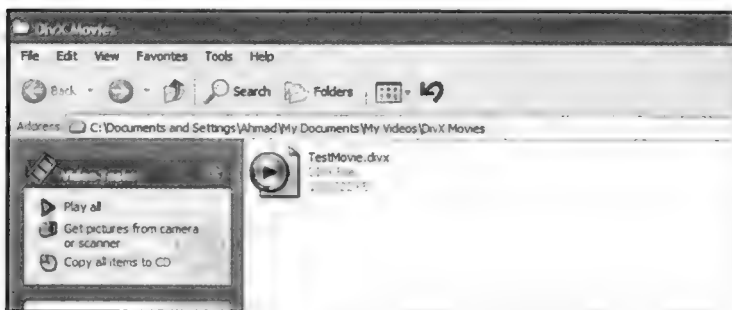 DivX Movies
File Edit View Favorites Tools Help
Back Search Folders
Address C:\Documents and Settings\Ahmad\My Documents\My Videos\DivX Movies
TestMovie.divx
Play all
Get pictures from camera
or scanner
Copy all items to CD